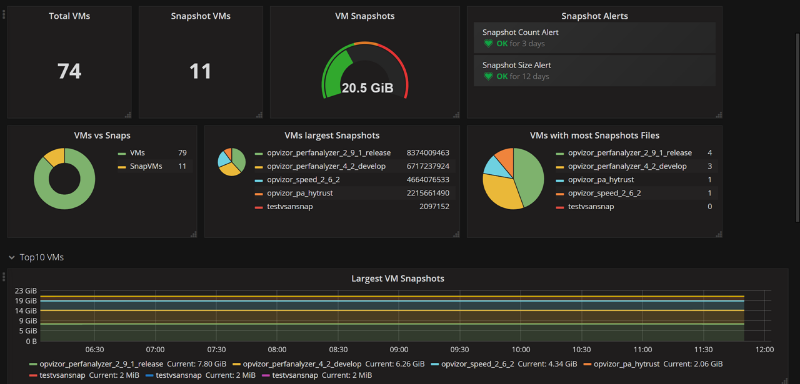 Total VMs
74
Snapshot VMs
11
VM Snapshots
20.5 GiB
Snapshot Alerts
Snapshot Count Alert
OK for 3 days
Snapshot Size Alert
OK for 12 days
VMs vs Snaps
VMs 79
SnapVMs 11
VMs largest Snapshots
opvizor_perfanalyzer_2_9_1_release 8374009463
opvizor_perfanalyzer_4_2_develop 6717237924
opvizor_speed_2_6_2 4664076533
opvizor_pa_hytrust 2215661490
testvsansnap 2097152
VMs with most Snapshots Files
opvizor_perfanalyzer_2_9_1_release 4
opvizor_perfanalyzer_4_2_develop 3
opvizor_pa_hytrust 1
opvizor_speed_2_6_2 1
testvsansnap 0
Top10 VMs
Largest VM Snapshots
23 GiB
19 GiB
14 GiB
9 GiB
5 GiB
0 B
06:30 07:00 07:30 08:00 08:30 09:00 09:30 10:00 10:30 11:00 11:30 12:00
opvizor_perfanalyzer_2_9_1_release Current: 7.80 GiB opvizor_perfanalyzer_4_2_develop Current: 6.26 GiB opvizor_speed_2_6_2 Current: 4.34 GiB opvizor_pa_hytrust Current: 2.06 GiB
testvsansnap Current: 2 MiB testvsansnap Current: 2 MiB testvsansnap Current: 2 MiB